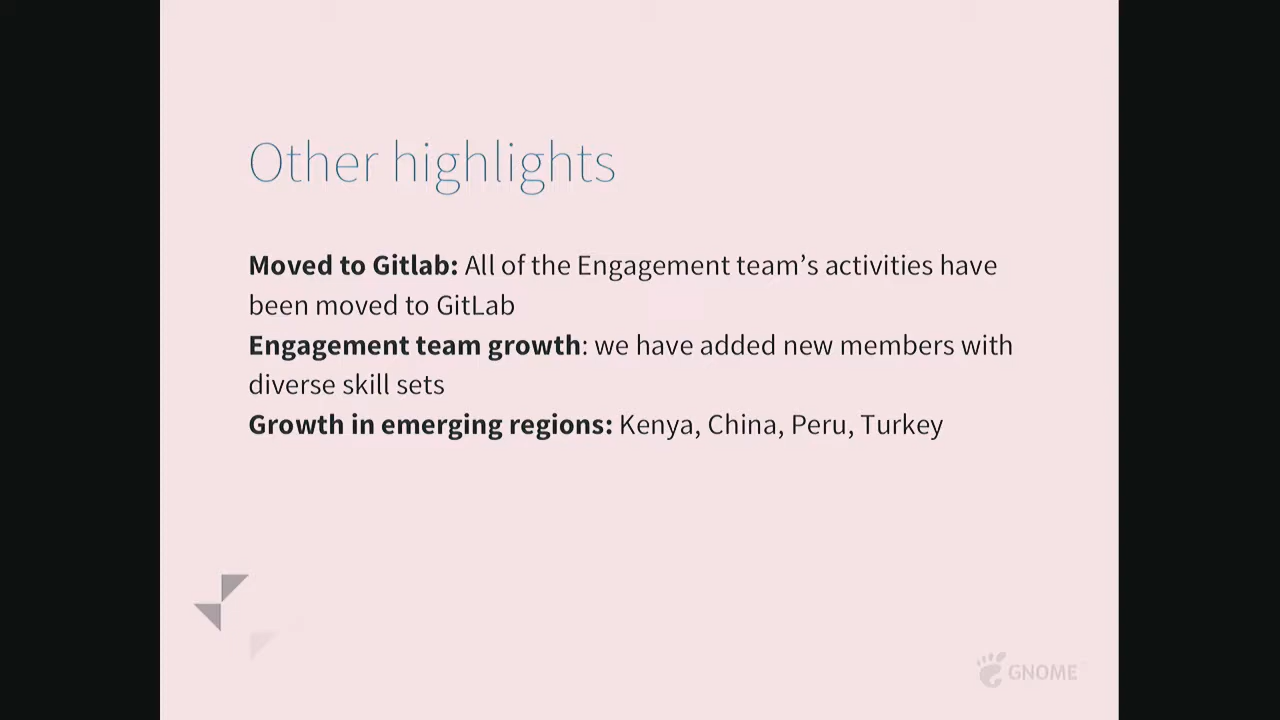 Other highlights
Moved to Gitlab: All of the Engagement team’s activities have
been moved to GitLab
Engagement team growth: we have added new members with
diverse skill sets
Growth in emerging regions: Kenya, China, Peru, Turkey
GNOME